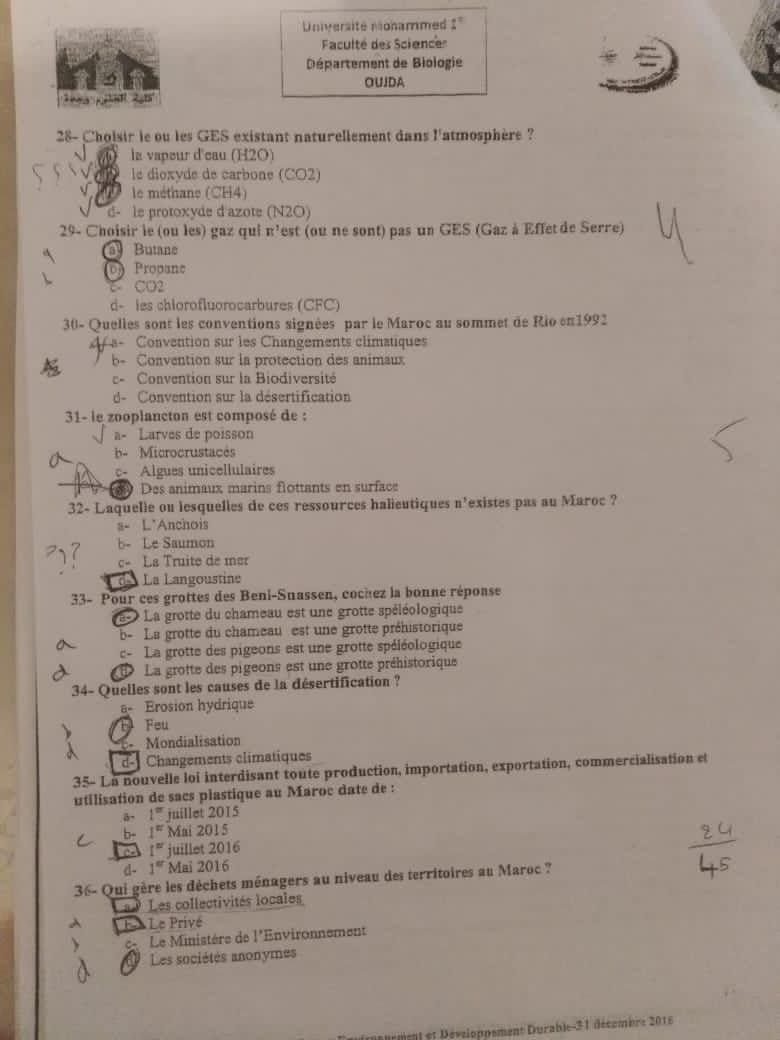 Université Mohammed 1er
Faculté des Sciences
Département de Biologie
OUJDA
28- Choisir le ou les GES existant naturellement dans l'atmosphère ?
a- la vapeur d'eau (H2O)
b- le dioxyde de carbone (CO2)
c- le méthane (CH4)
d- le protoxyde d'azote (N2O)
29- Choisir le (ou les) gaz qui n'est (ou ne sont) pas un GES (Gaz à Effet de Serre)
a- Butane
b- Propane
c- CO2
d- les chlorofluorocarbures (CFC)
30- Quelles sont les conventions signées par le Maroc au sommet de Rio en1992
a- Convention sur les Changements climatiques
b- Convention sur la protection des animaux
c- Convention sur la Biodiversité
d- Convention sur la désertification
31- le zooplancton est composé de :
a- Larves de poisson
b- Microcrustacés
c- Algues unicellulaires
Des animaux marins flottants en surface
32- Laquelle ou lesquelles de ces ressources halieutiques n'existes pas au Maroc ?
a- L'Anchois
b- Le Saumon
c- La Truite de mer
d- La Langoustine
???
33- Pour ces grottes des Beni-Snassen, cochez la bonne réponse
a- La grotte du chameau est une grotte spéléologique
b- La grotte du chameau est une grotte préhistorique
c- La grotte des pigeons est une grotte spéléologique
d- La grotte des pigeons est une grotte préhistorique
34- Quelles sont les causes de la désertification ?
a- Erosion hydrique
b- Feu
c- Mondialisation
d- Changements climatiques
35- La nouvelle loi interdisant toute production, importation, exportation, commercialisation et
utilisation de sacs plastique au Maroc date de :
a- 1er juillet 2015
b- 1er Mai 2015
c- 1er juillet 2016
d- 1er Mai 2016
24
45
36- Qui gère les déchets ménagers au niveau des territoires au Maroc ?
a- Les collectivités locales
b- Le Privé
c- Le Ministère de l'Environnement
d- Les sociétés anonymes
Environnement et Développement Durable-31 décembre 2016